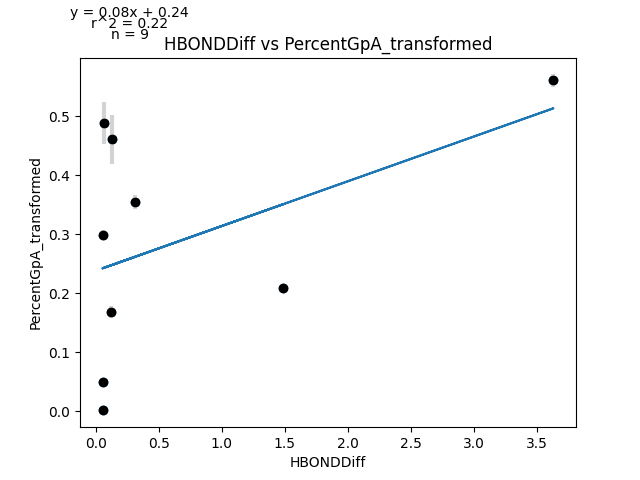 y = 0.08x + 0.24
r^2 = 0.22
n = 9
HBONDDiff vs PercentGpA_transformed
PercentGpA_transformed
0.5
0.4
0.3
0.2
0.1
0.0
0.0 0.5 1.0 1.5 2.0 2.5 3.0 3.5
HBONDDiff